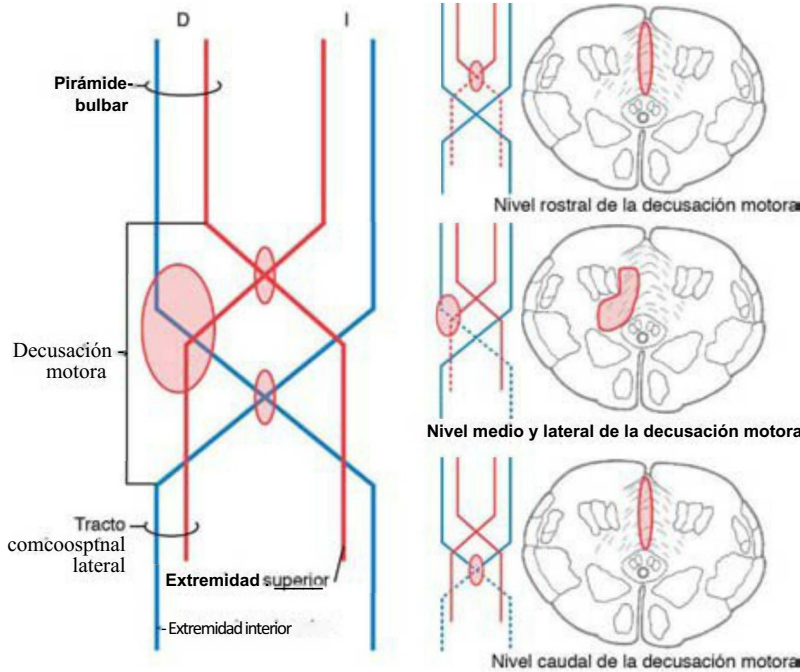 D
I
Pirámide-
bulbar
Decusación
motora
Tracto
comcoosptnal
lateral
Extremidad superior
- Extremidad interior
Nivel rostral de la decusación motora
Nivel medio y lateral de la decusación motora
Nivel caudal de la decusación motora